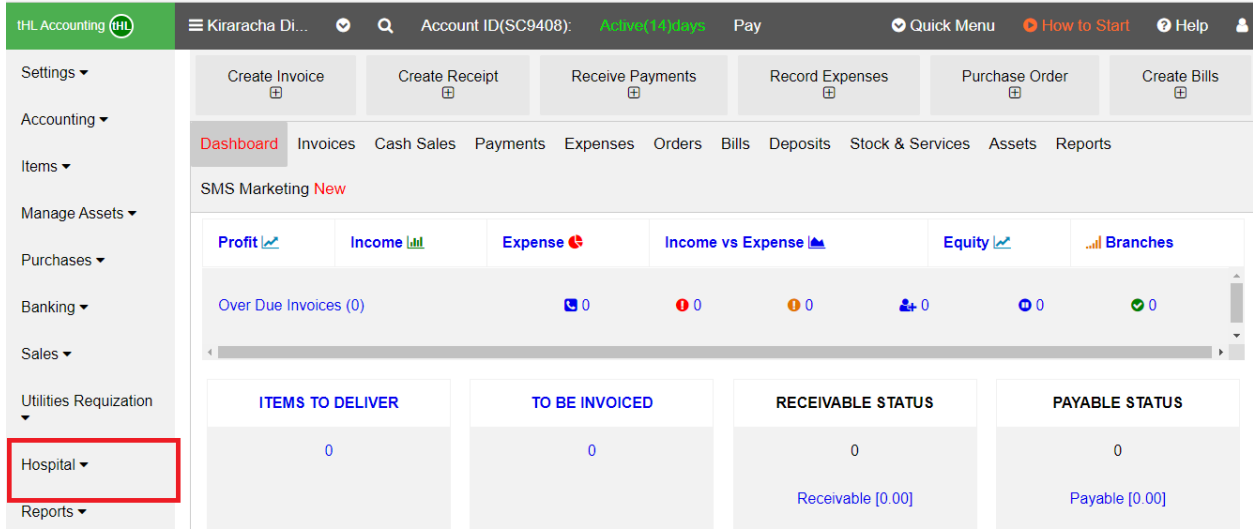 tHL Accounting tHL
Kiraracha Di... Account ID(SC9408): Active(14)days Pay Quick Menu How to Start Help
Settings
Accounting
Items
Manage Assets
Purchases
Banking
Sales
Utilities Requization
Hospital
Reports
Create Invoice Create Receipt Receive Payments Record Expenses Purchase Order Create Bills
Dashboard Invoices Cash Sales Payments Expenses Orders Bills Deposits Stock & Services Assets Reports
SMS Marketing New
Profit Income Expense Income vs Expense Equity Branches
Over Due Invoices (0) 0 0 0 0 0 0
ITEMS TO DELIVER TO BE INVOICED RECEIVABLE STATUS PAYABLE STATUS
0 0 0 0
Receivable [0.00] Payable [0.00]